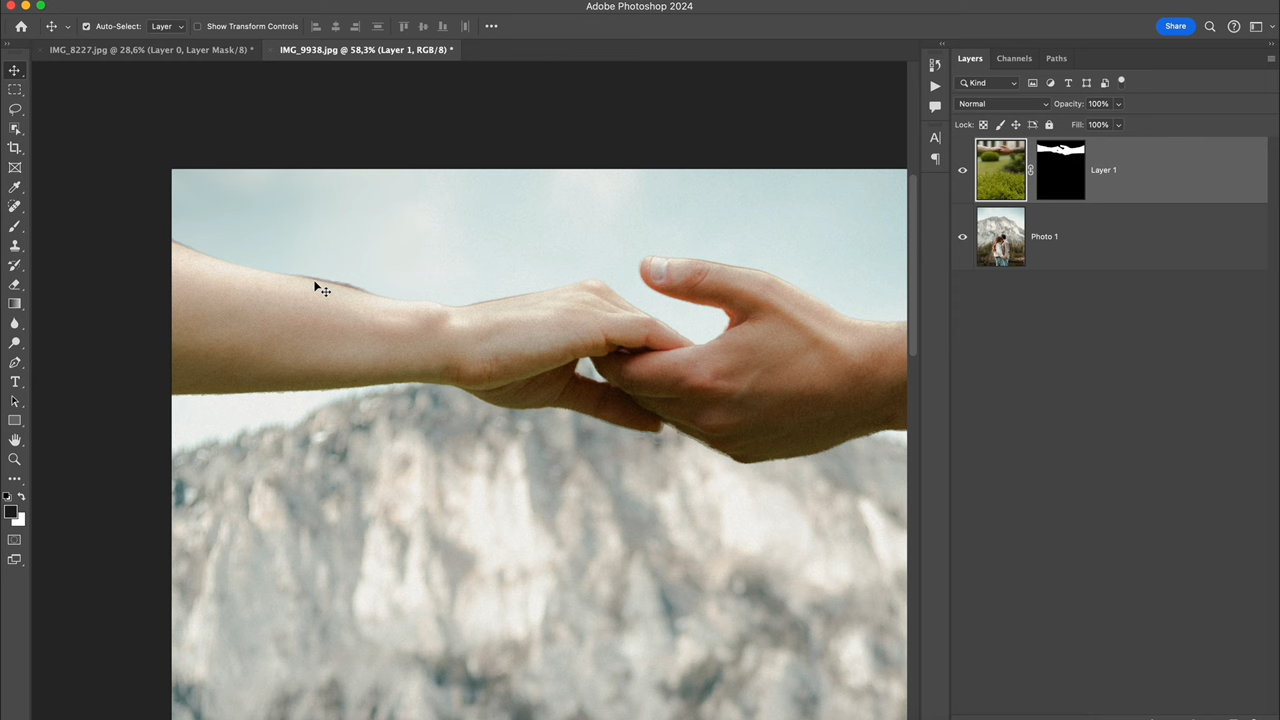 Adobe Photoshop 2024
Auto-Select: Layer Show Transform Controls Share
IMG_8227.jpg @ 28,6% (Layer 0, Layer Mask/8) * IMG_9938.jpg @ 58,3% (Layer 1, RGB/8) *
Layers Channels Paths
Kind
Normal Opacity: 100%
Lock: Fill: 100%
Layer 1
Photo 1